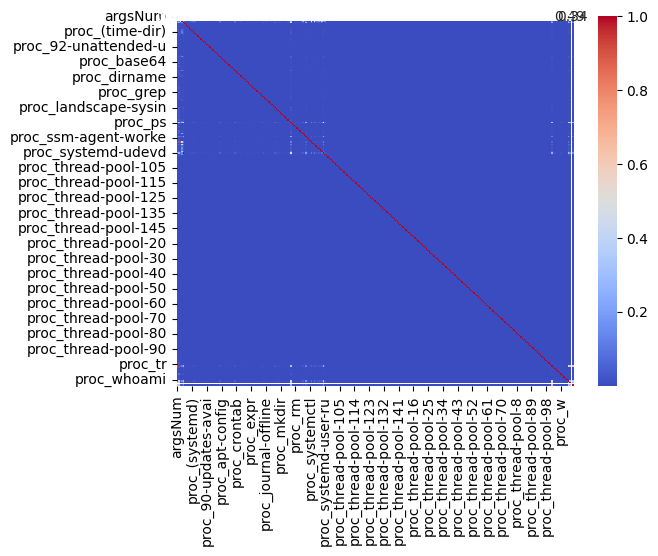 argsNum
proc_(time-dir)
proc_92-unattended-u
proc_base64
proc_dirname
proc_grep
proc_landscape-sysin
proc_ps
proc_ssm-agent-worke
proc_systemd-udevd
proc_thread-pool-105
proc_thread-pool-115
proc_thread-pool-125
proc_thread-pool-135
proc_thread-pool-145
proc_thread-pool-20
proc_thread-pool-30
proc_thread-pool-40
proc_thread-pool-50
proc_thread-pool-60
proc_thread-pool-70
proc_thread-pool-80
proc_thread-pool-90
proc_tr
proc_whoami
argsNum
proc_(systemd)
proc_90-updates-avai
proc_apt-config
proc_crontab
proc_expr
proc_journal-offline
proc_mkdir
proc_rm
proc_systemctl
proc_systemd-user-ru
proc_thread-pool-105
proc_thread-pool-114
proc_thread-pool-123
proc_thread-pool-132
proc_thread-pool-141
proc_thread-pool-16
proc_thread-pool-25
proc_thread-pool-34
proc_thread-pool-43
proc_thread-pool-52
proc_thread-pool-61
proc_thread-pool-70
proc_thread-pool-8
proc_thread-pool-89
proc_thread-pool-98
proc_w
1.0
0.8
0.6
0.4
0.2